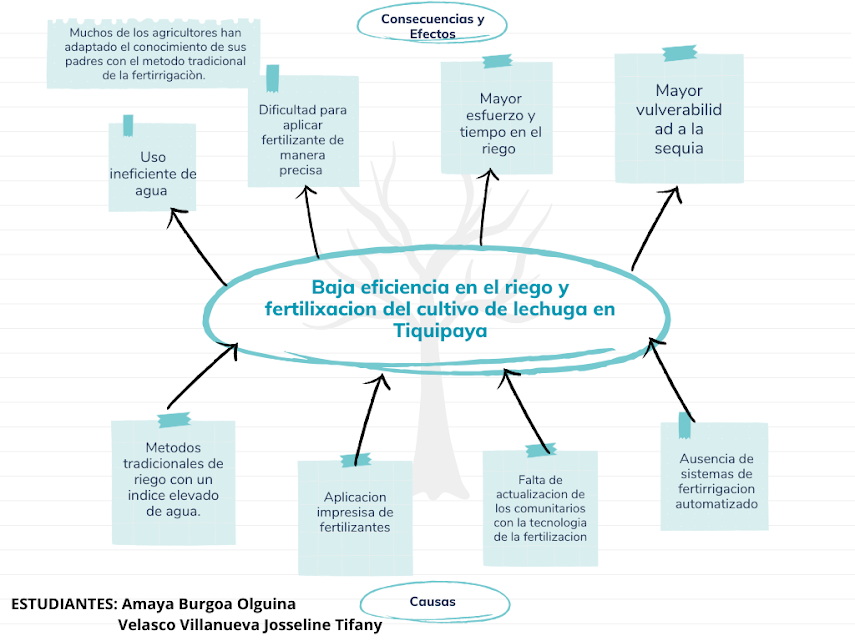 Consecuencias y
Efectos
Muchos de los agricultores han
adaptado el conocimiento de sus
padres con el metodo tradicional
de la fertirrigaciòn.
Uso
ineficiente de
agua
Dificultad para
aplicar
fertilizante de
manera
precisa
Mayor
esfuerzo y
tiempo en el
riego
Mayor
vulverabilid
ad a la
sequia
Baja eficiencia en el riego y
fertilixacion del cultivo de lechuga en
Tiquipaya
Metodos
tradicionales de
riego con un
indice elevado
de agua.
Aplicacion
impresisa de
fertilizantes
Falta de
actualizacion de
los comunitarios
con la tecnologia
de la fertilizacion
Ausencia de
sistemas de
fertirrigacion
automatizado
Causas
ESTUDIANTES: Amaya Burgoa Olguina
Velasco Villanueva Josseline Tifany